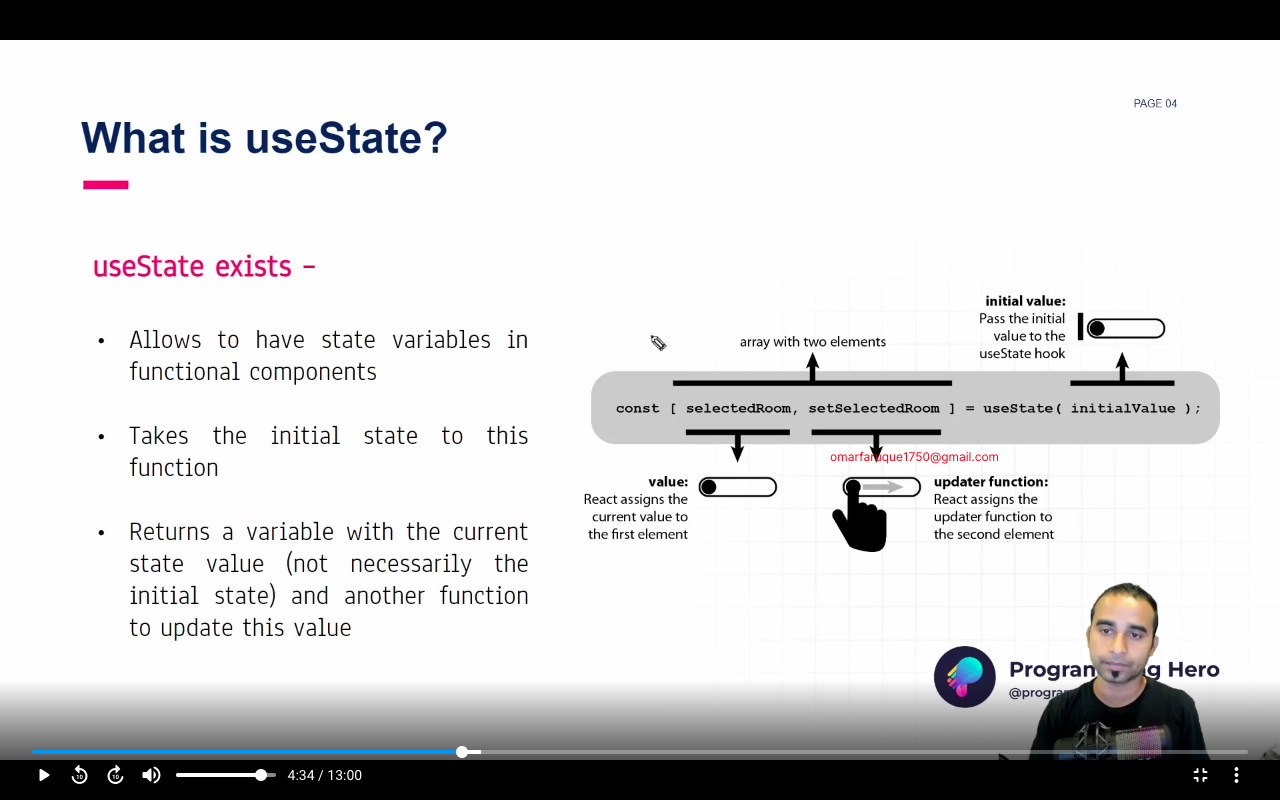 PAGE 04
What is useState?
useState exists –
• Allows to have state variables in
functional components
• Takes the initial state to this
function
• Returns a variable with the current
state value (not necessarily the
initial state) and another function
to update this value
initial value:
Pass the initial
value to the
useState hook
array with two elements
const [ selectedRoom, setSelectedRoom ] = useState( initialValue );
omarfaruque1750@gmail.com
value:
React assigns the
current value to
the first element
updater function:
React assigns the
updater function to
the second element
Hero
10
10
4:34 / 13:00